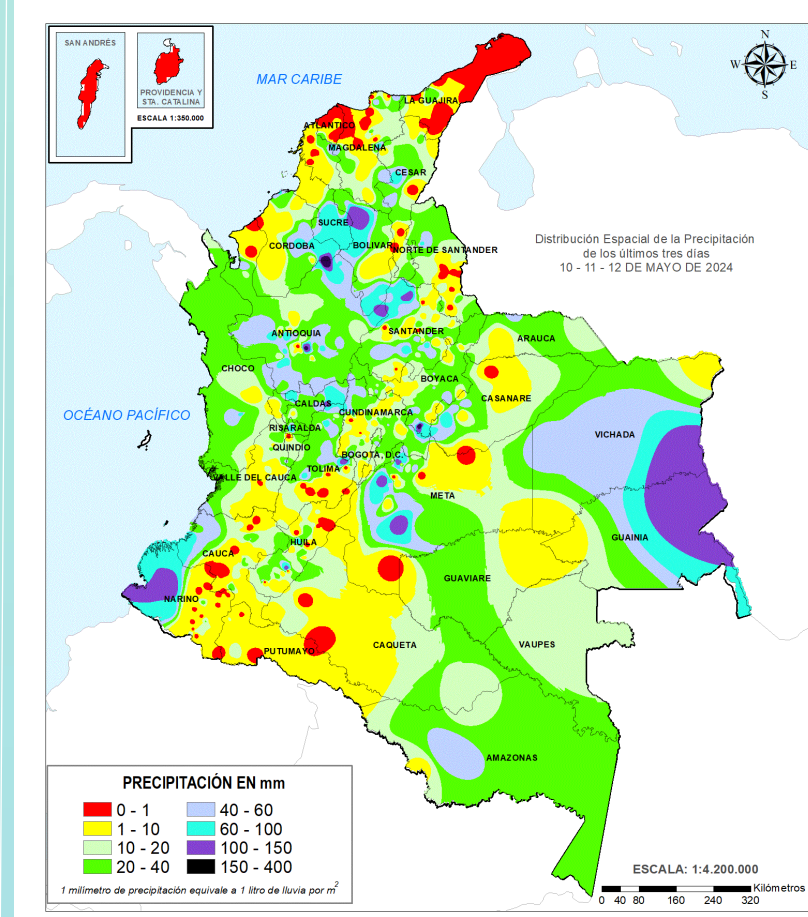 SAN ANDRÉS
PROVIDENCIA Y
STA. CATALINA
ESCALA 1:350.000
MAR CARIBE
N
W E
S
LA GUAJIRA
ATLANTICO
MAGDALENA
CESAR
SUCRE
CORDOBA
BOLIVAR
NORTE DE SANTANDER
Distribución Espacial de la Precipitación
de los últimos tres días
10 - 11 - 12 DE MAYO DE 2024
ANTIOQUIA
SANTANDER
ARAUCA
CHOCO
BOYACA
CASANARE
CALDAS
CUNDINAMARCA
OCÉANO PACÍFICO
RISARALDA
VICHADA
QUINDIO
BOGOTA, D.C.
TOLIMA
VALLE DEL CAUCA
META
GUAINIA
HUILA
CAUCA
GUAVIARE
NARIÑO
CAQUETA
VAUPES
PUTUMAYO
AMAZONAS
PRECIPITACIÓN EN mm
0 - 1
40 - 60
1 - 10
60 - 100
10 - 20
100 - 150
20 - 40
150 - 400
1 milímetro de precipitación equivale a 1 litro de lluvia por m2
ESCALA: 1:4.200.000
Kilómetros
0 40 80 160 240 320